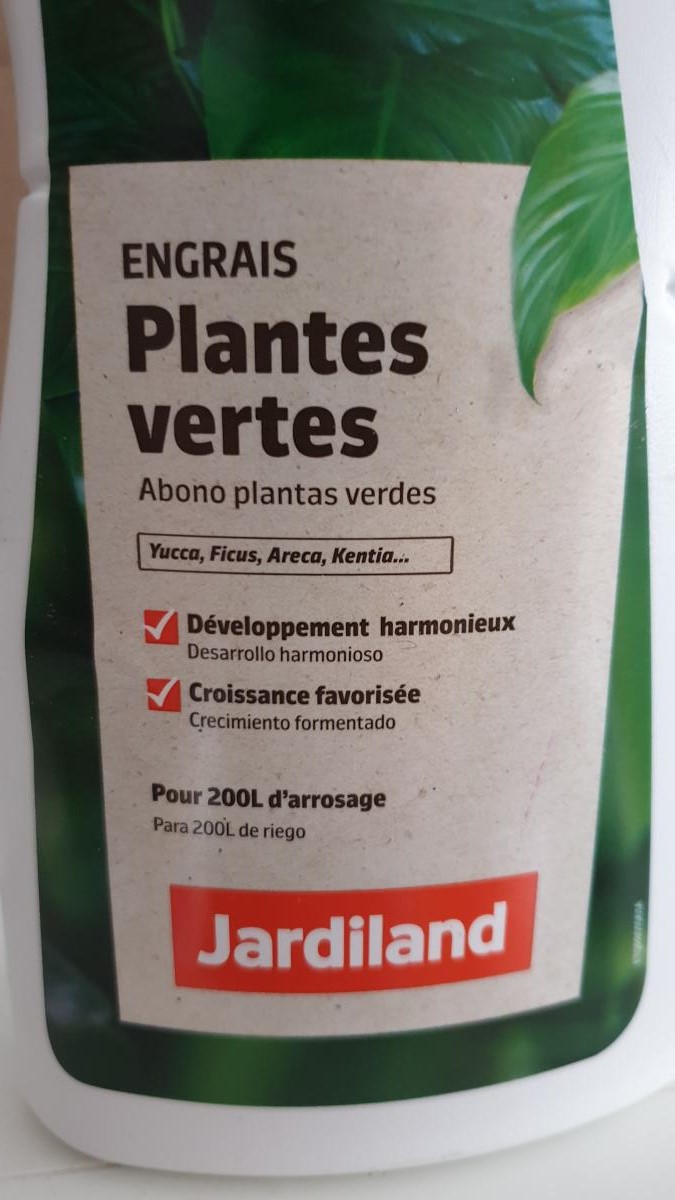 ENGRAIS
Plantes
vertes
Abono plantas verdes
Yucca, Ficus, Areca, Kentia...
Développement harmonieux
Desarrollo harmonioso
Croissance favorisée
Crecimiento formentado
Pour 200L d'arrosage
Para 200L de riego
Jardiland